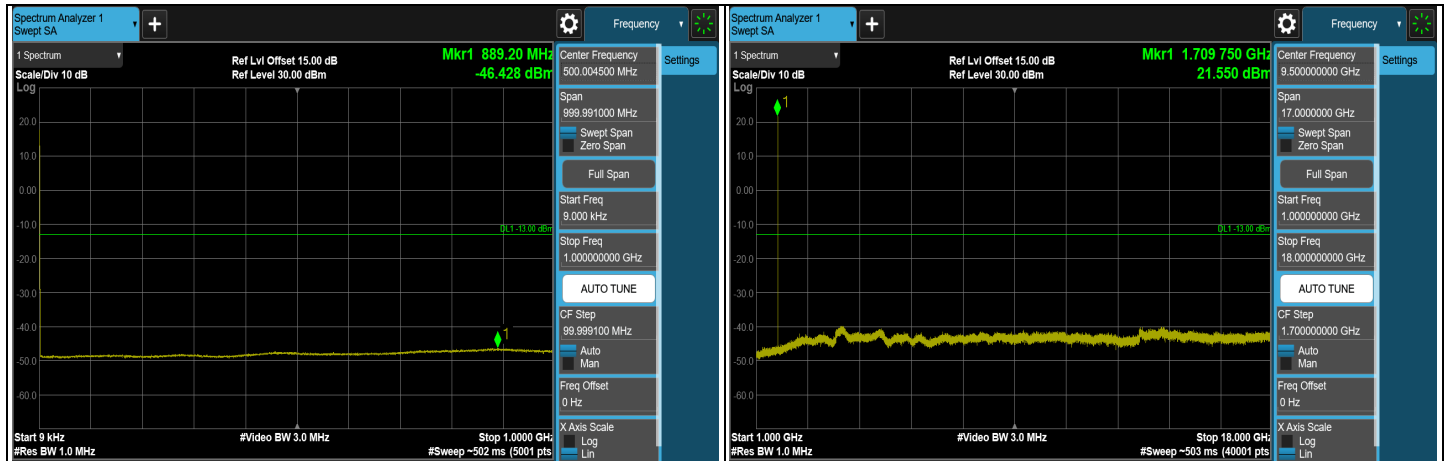 Spectrum Analyzer 1
Swept SA
+
Frequency
1 Spectrum
Scale/Div 10 dB
Log
Ref Lvl Offset 15.00 dB
Ref Level 30.00 dBm
Mkr1 889.20 MHz
-46.428 dBm
1
20.0
10.0
0.00
-10.0
-20.0
-30.0
-40.0
-50.0
-60.0
DL1 -13.00 dBm
Start 9 kHz
#Res BW 1.0 MHz
#Video BW 3.0 MHz
Stop 1.0000 GHz
#Sweep ~502 ms (5001 pts
Center Frequency
500.004500 MHz
Settings
Span
999.991000 MHz
Swept Span
Zero Span
Full Span
Start Freq
9.000 kHz
Stop Freq
1.000000000 GHz
AUTO TUNE
CF Step
99.999100 MHz
Auto
Man
Freq Offset
0 Hz
X Axis Scale
Log
Lin
Spectrum Analyzer 1
Swept SA
+
Frequency
1 Spectrum
Scale/Div 10 dB
Log
Ref Lvl Offset 15.00 dB
Ref Level 30.00 dBm
Mkr1 1.709 750 GHz
21.550 dBm
1
20.0
10.0
0.00
-10.0
-20.0
-30.0
-40.0
-50.0
-60.0
DL1 -13.00 dBm
Start 1.000 GHz
#Res BW 1.0 MHz
#Video BW 3.0 MHz
Stop 18.000 GHz
#Sweep ~503 ms (40001 pts
Center Frequency
9.500000000 GHz
Settings
Span
17.0000000 GHz
Swept Span
Zero Span
Full Span
Start Freq
1.000000000 GHz
Stop Freq
18.000000000 GHz
AUTO TUNE
CF Step
1.700000000 GHz
Auto
Man
Freq Offset
0 Hz
X Axis Scale
Log
Lin